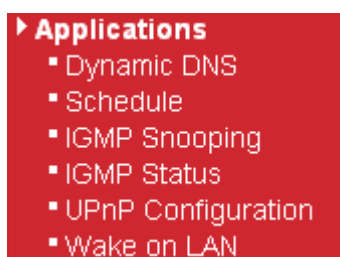 Applications
Dynamic DNS
Schedule
IGMP Snooping
IGMP Status
UPnP Configuration
Wake on LAN